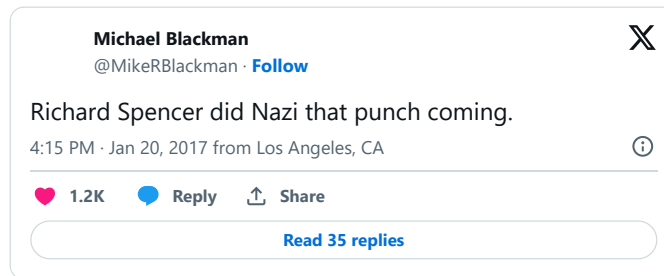 Michael Blackman
@MikeRBlackman · Follow
Richard Spencer did Nazi that punch coming.
4:15 PM · Jan 20, 2017 from Los Angeles, CA
1.2K Reply Share
Read 35 replies